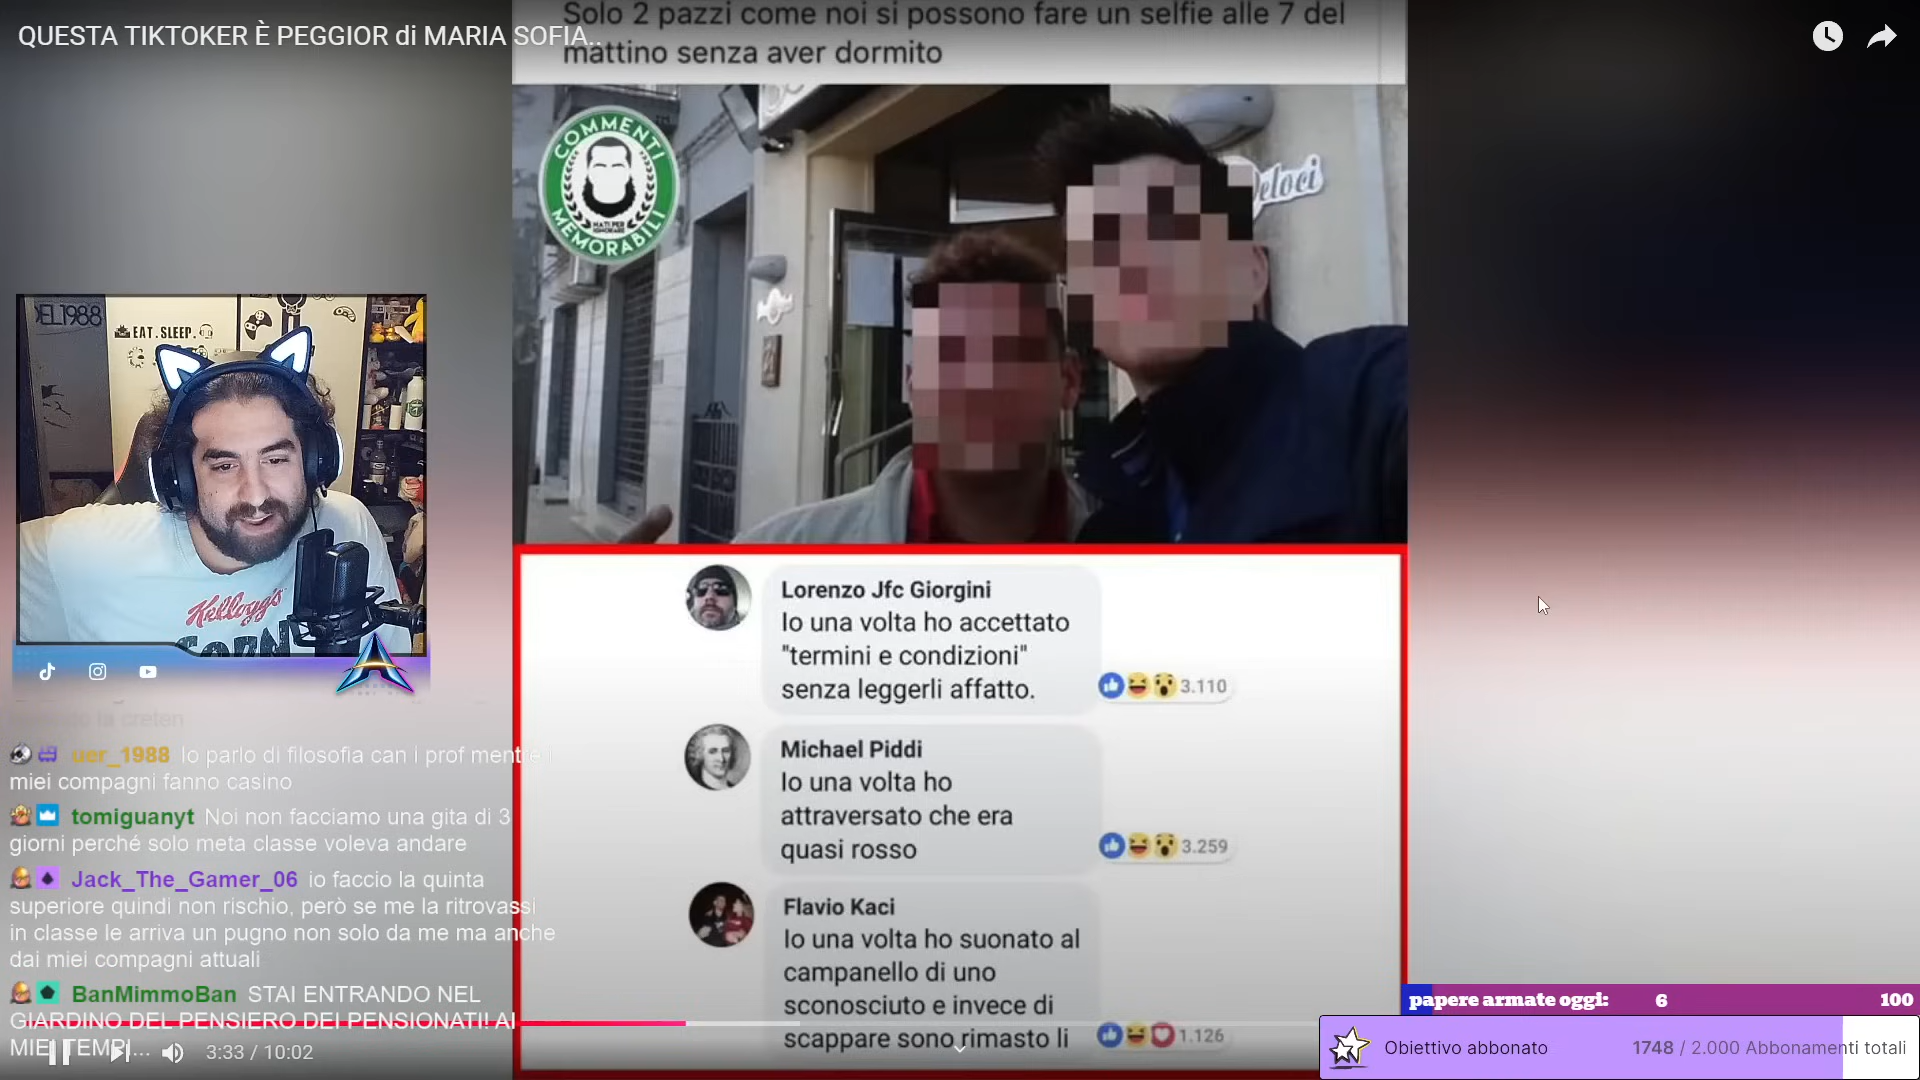 QUESTA TIKTOKER È PEGGIOR di MARIA SOFIA...
Solo 2 pazzi come noi si possono fare un selfie alle 7 del
mattino senza aver dormito
COMMENTI
MEMORABILI
eloci
DEL1988
EAT.SLEEP.
Kellogg's
CORN
Lorenzo Jfc Giorgini
Io una volta ho accettato
"termini e condizioni"
senza leggerli affatto.
3.110
Michael Piddi
Io una volta ho
attraversato che era
quasi rosso
3.259
Flavio Kaci
Io una volta ho suonato al
campanello di uno
sconosciuto e invece di
scappare sono rimasto li
1.126
la creten
uer_1988 Io parlo di filosofia can i prof mentre i
miei compagni fanno casino
tomiguanyt Noi non facciamo una gita di 3
giorni perché solo meta classe voleva andare
Jack_The_Gamer_06 io faccio la quinta
superiore quindi non rischio, però se me la ritrovassi
in classe le arriva un pugno non solo da me ma anche
dai miei compagni attuali
BanMimmoBan STAI ENTRANDO NEL
GIARDINO DEL PENSIERO DEI PENSIONATI! AI
MIEI TEMPI...
3:33 / 10:02
papere armate oggi: 6 100
Obiettivo abbonato 1748 / 2.000 Abbonamenti totali